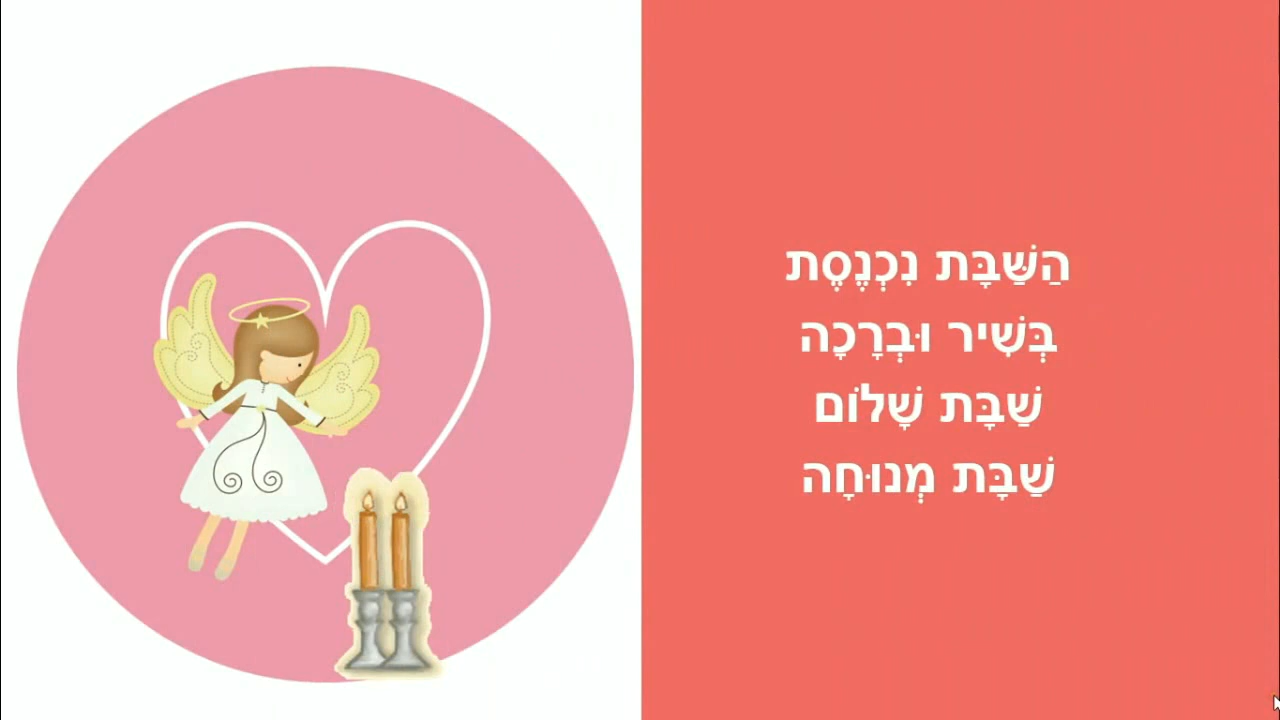 הַשַּׁבָּת נִכְנֶסֶת
בְּשִׁיר וּבְרָכָה
שַׁבָּת שָׁלוֹם
שַׁבָּת מְנוּחָה